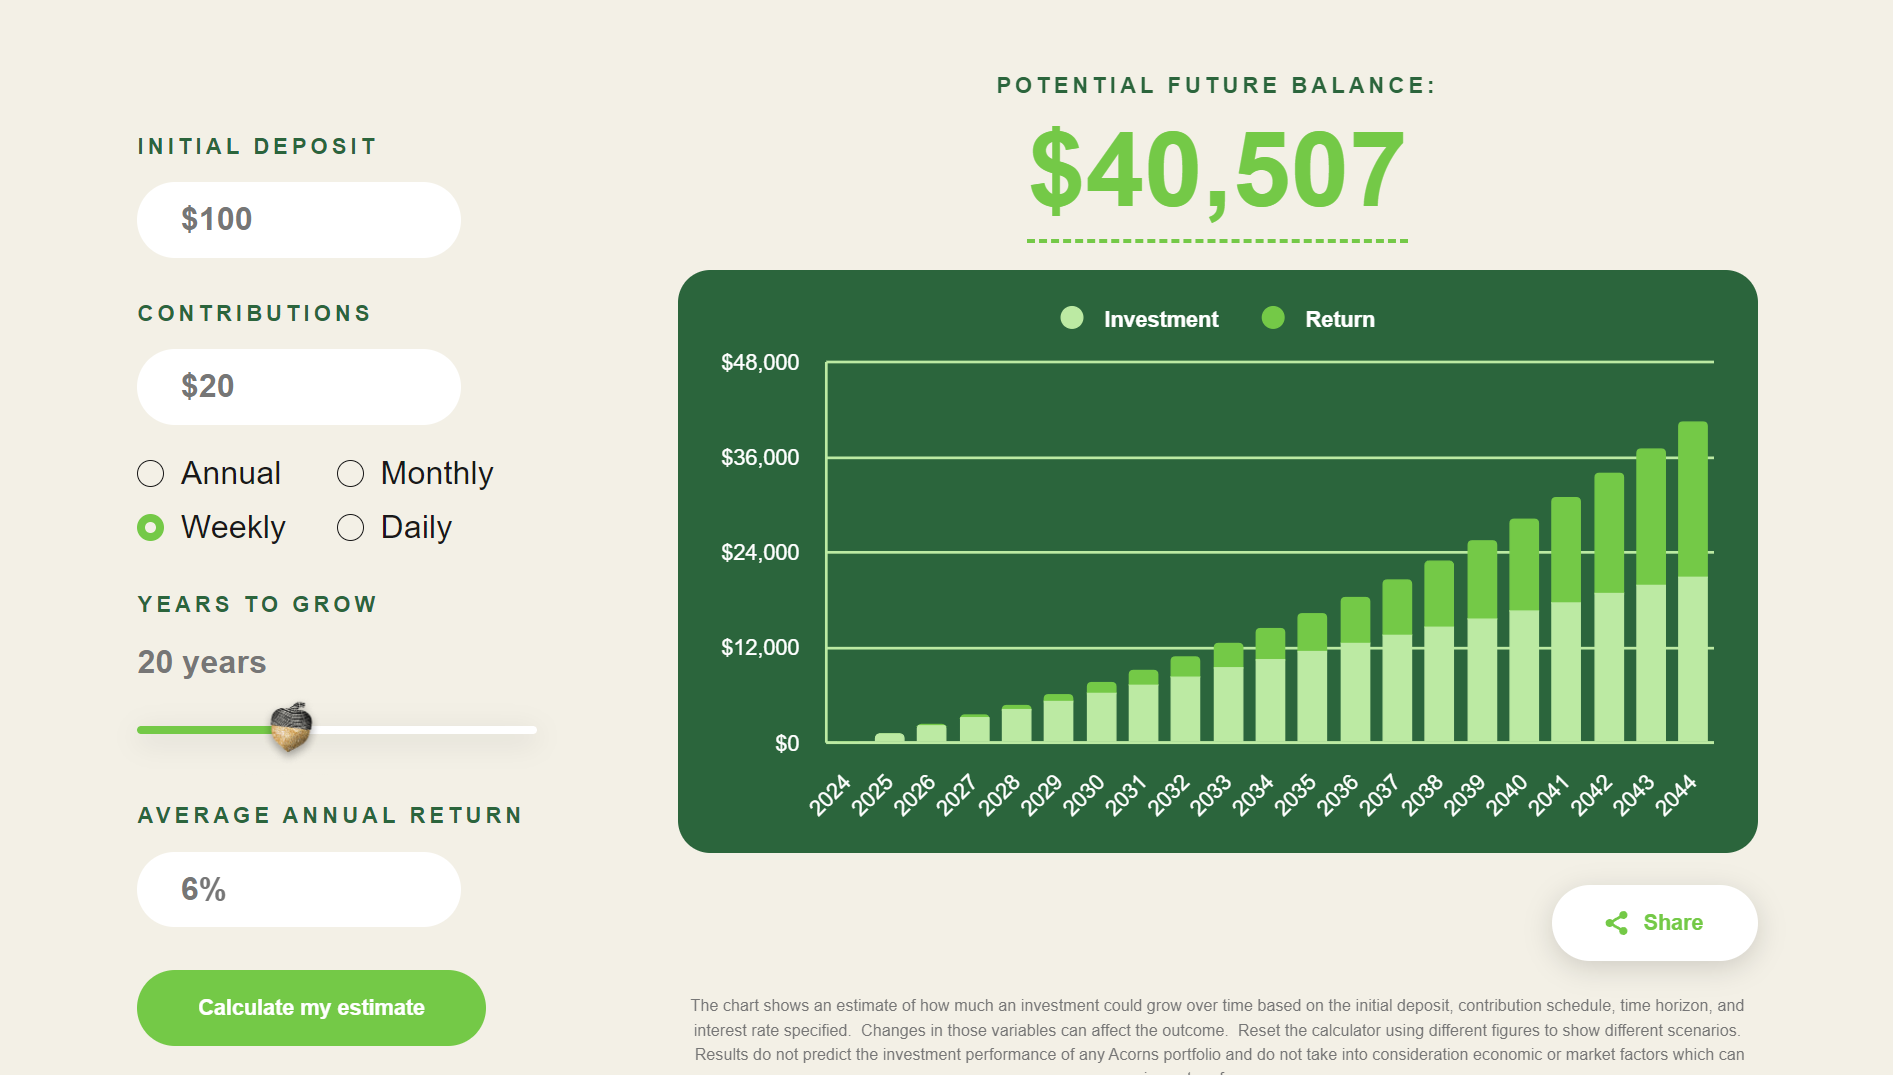 INITIAL DEPOSIT
$100
CONTRIBUTIONS
$20
Annual
Monthly
Weekly
Daily
YEARS TO GROW
20 years
AVERAGE ANNUAL RETURN
6%
Calculate my estimate
POTENTIAL FUTURE BALANCE:
$40,507
Investment
Return
$48,000
$36,000
$24,000
$12,000
$0
2024
2025
2026
2027
2028
2029
2030
2031
2032
2033
2034
2035
2036
2037
2038
2039
2040
2041
2042
2043
2044
Share
The chart shows an estimate of how much an investment could grow over time based on the initial deposit, contribution schedule, time horizon, and
interest rate specified. Changes in those variables can affect the outcome. Reset the calculator using different figures to show different scenarios.
Results do not predict the investment performance of any Acorns portfolio and do not take into consideration economic or market factors which can